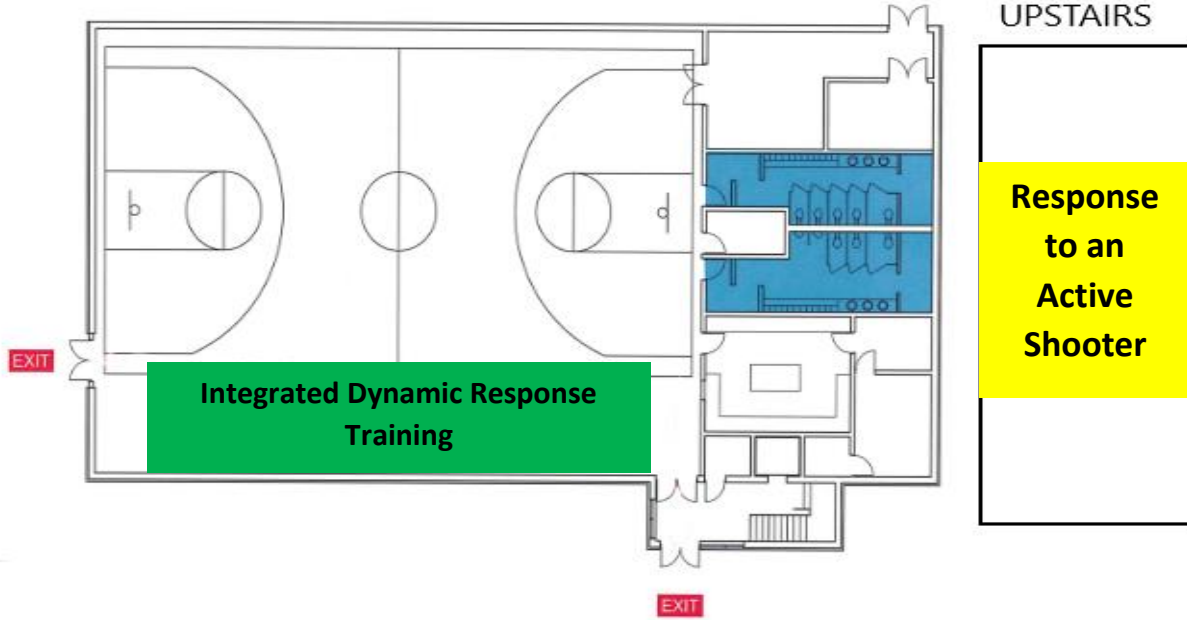 UPSTAIRS
Response
to an
Active
Shooter
EXIT
Integrated Dynamic Response
Training
EXIT